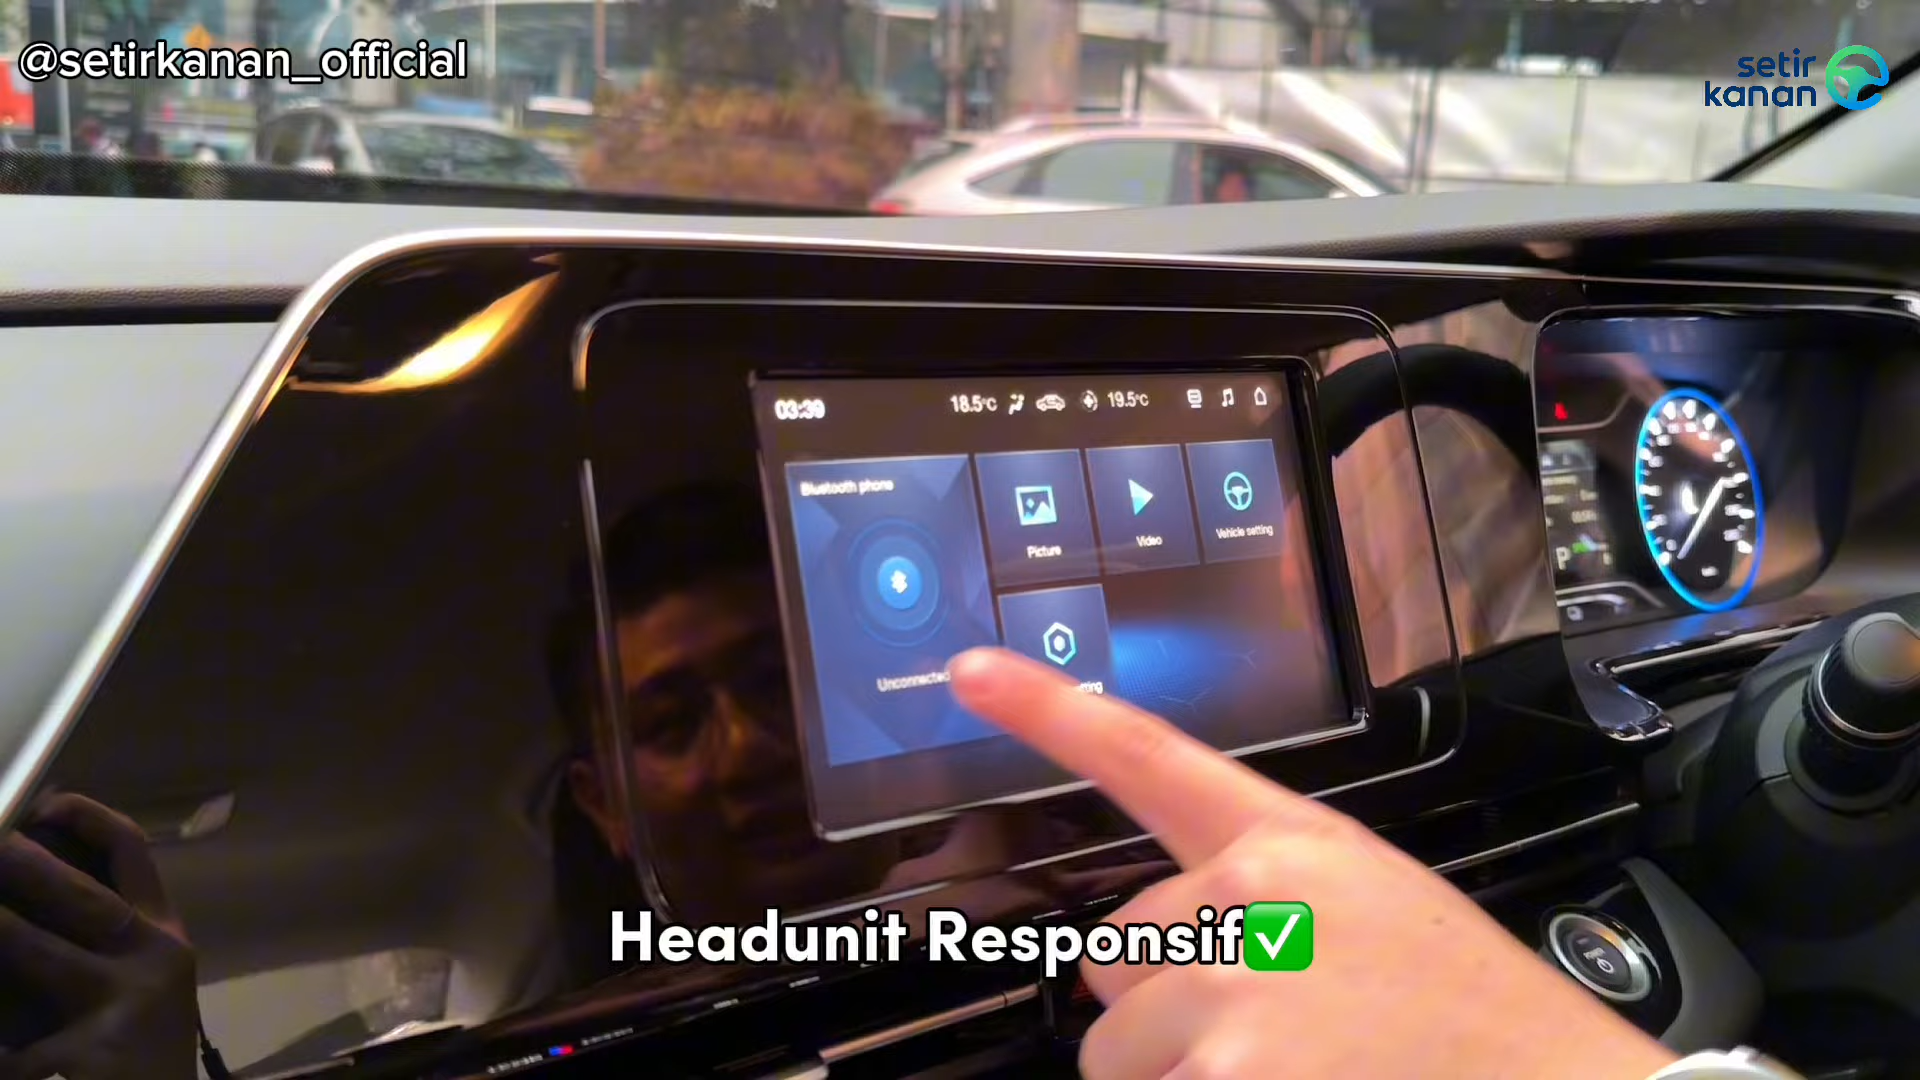 @setirkanan_official
setir
kanan
03:39
18.5°C
19.5°C
Bluetooth phone
Picture
Video
Vehicle setting
Unconnected
P
Headunit Responsif✅